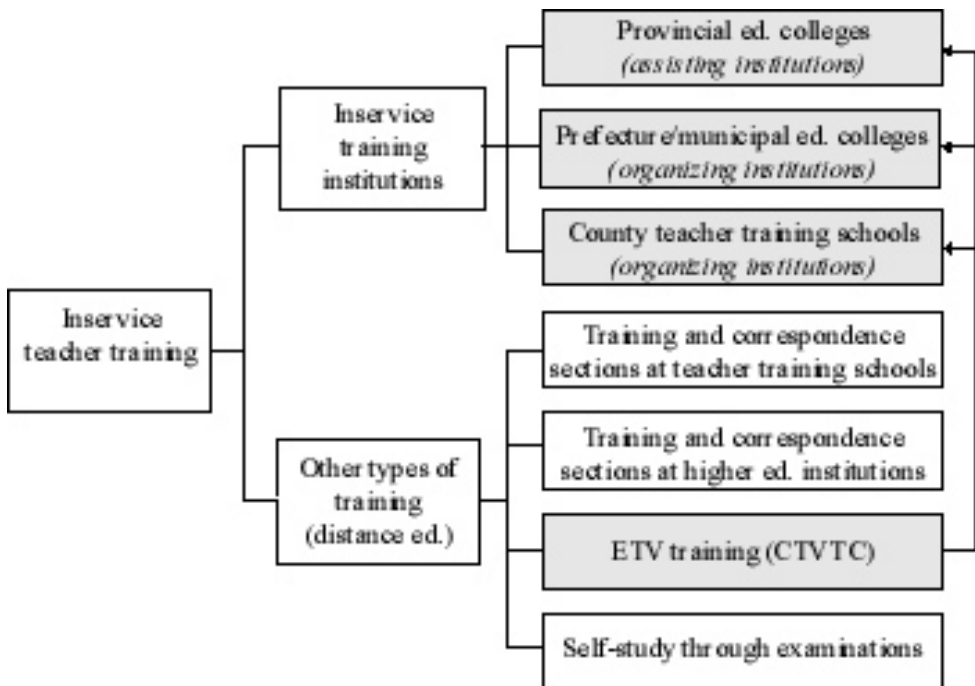 Provincial ed. colleges
(assisting institutions)
Inservice
training
institutions
Prefecture/municipal ed. colleges
(organizing institutions)
County teacher training schools
(organizing institutions)
Inservice
teacher training
Training and correspondence
sections at teacher training schools
Other types of
training
(distance ed.)
Training and correspondence
sections at higher ed. institutions
ETV training (CTVTC)
Self-study through examinations